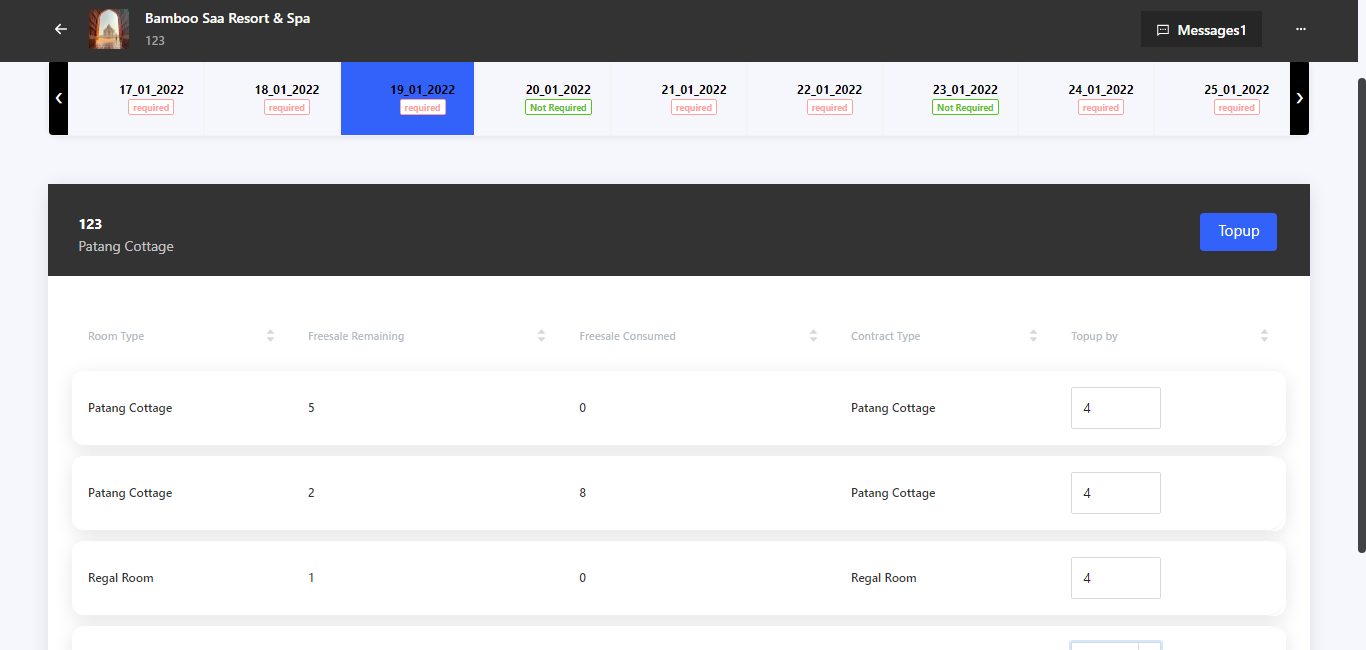 Bamboo Saa Resort & Spa
123
Messages1
17_01_2022 18_01_2022 19_01_2022 20_01_2022 21_01_2022 22_01_2022 23_01_2022 24_01_2022 25_01_2022
required required required Not Required required required Not Required required required
123
Patang Cottage
Topup
Room Type Freesale Remaining Freesale Consumed Contract Type Topup by
Patang Cottage 5 0 Patang Cottage 4
Patang Cottage 2 8 Patang Cottage 4
Regal Room 1 0 Regal Room 4